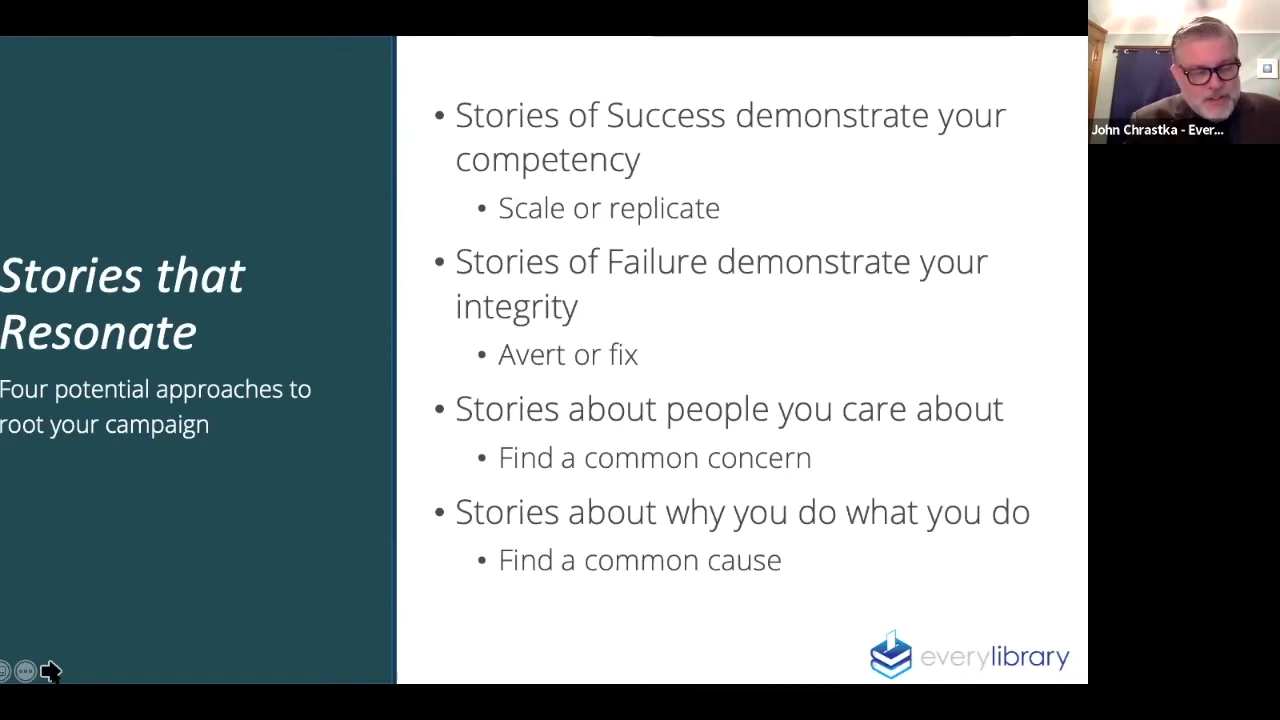 Stories that
Resonate
Four potential approaches to
root your campaign
• Stories of Success demonstrate your
competency
• Scale or replicate
• Stories of Failure demonstrate your
integrity
• Avert or fix
• Stories about people you care about
• Find a common concern
• Stories about why you do what you do
• Find a common cause
everylibrary
John Chrastka - Ever...